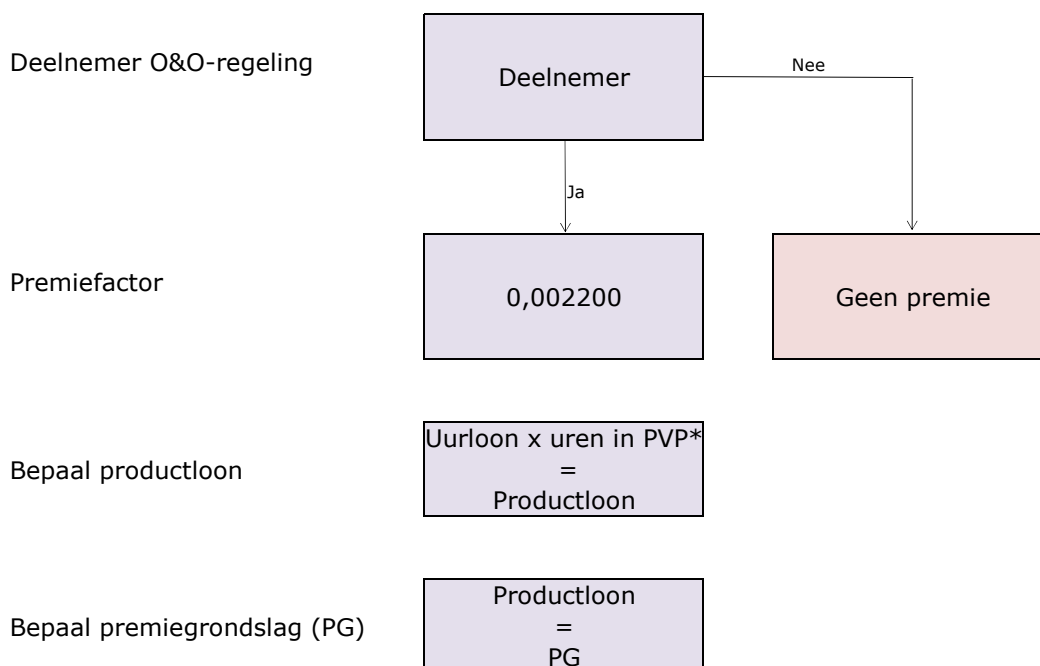 Deelnemer O&O-regeling
Deelnemer
Nee
Ja
Premiefactor
0,002200
Geen premie
Bepaal productloon
Uurloon x uren in PVP*
=
Productloon
Bepaal premiegrondslag (PG)
Productloon
=
PG